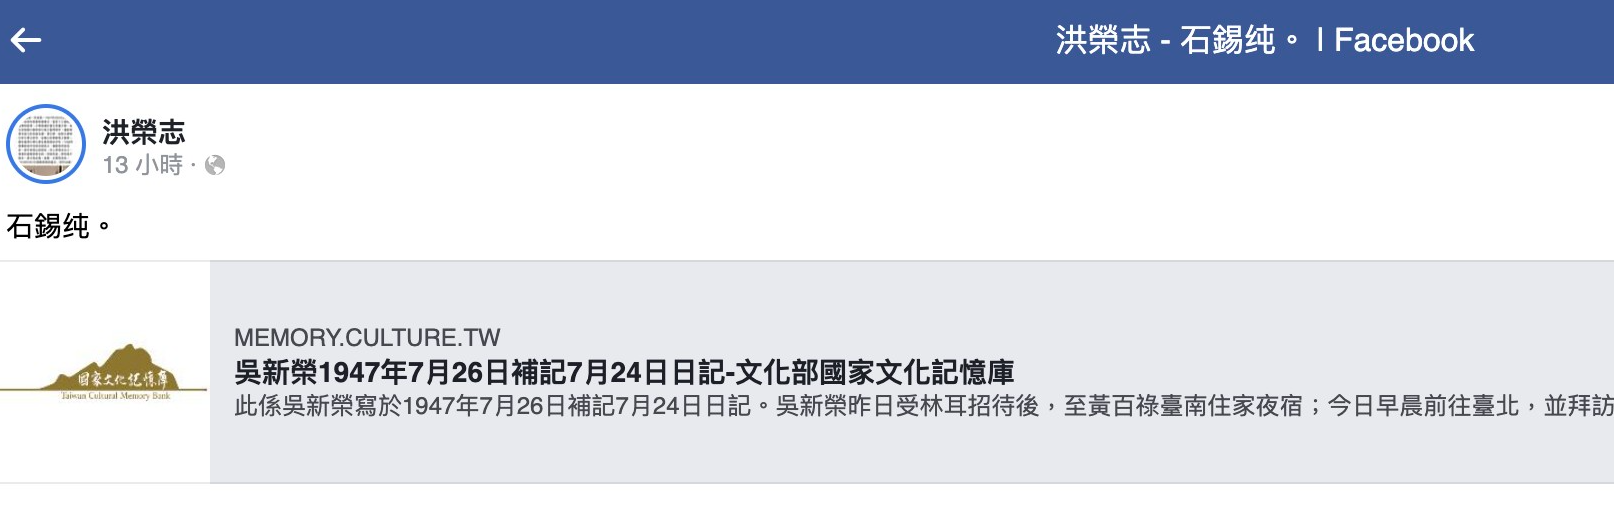 洪榮志 - 石錫纯。 | Facebook
洪榮志
13 小時 ·
石錫纯。
國家文化記憶庫
Taiwan Cultural Memory Bank
MEMORY.CULTURE.TW
吳新榮1947年7月26日補記7月24日日記-文化部國家文化記憶庫
此係吳新榮寫於1947年7月26日補記7月24日日記。吳新榮昨日受林耳招待後，至黃百祿臺南住家夜宿；今日早晨前往臺北，並拜訪